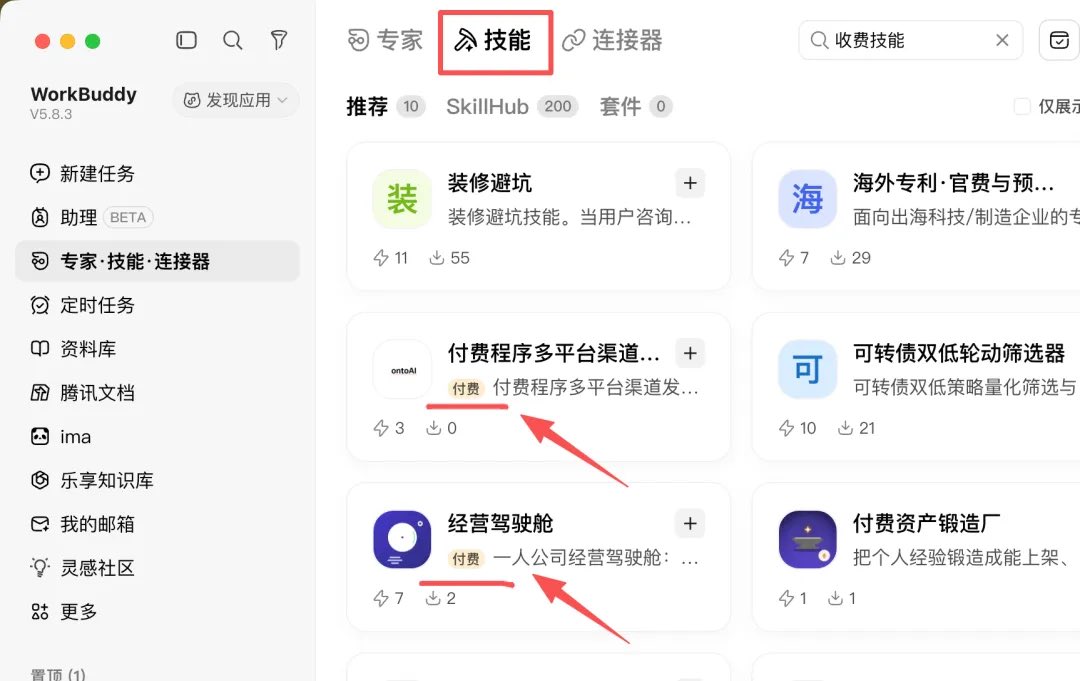 专家
技能
连接器
收费技能
WorkBuddy
V5.8.3
发现应用
推荐 10
SkillHub 200
套件 0
仅展示
新建任务
助理 BETA
专家·技能·连接器
定时任务
资料库
腾讯文档
ima
乐享知识库
我的邮箱
灵感社区
更多
置顶 (1)
装
装修避坑
装修避坑技能。当用户咨询...
11
55
海
海外专利·官费与预...
面向出海科技/制造企业的专
7
29
ontoAI
付费程序多平台渠道...
付费 付费程序多平台渠道发...
3
0
可
可转债双低轮动筛选器
可转债双低策略量化筛选与
10
21
经营驾驶舱
付费 一人公司经营驾驶舱: ...
7
2
付费资产锻造厂
把个人经验锻造成能上架、
1
1